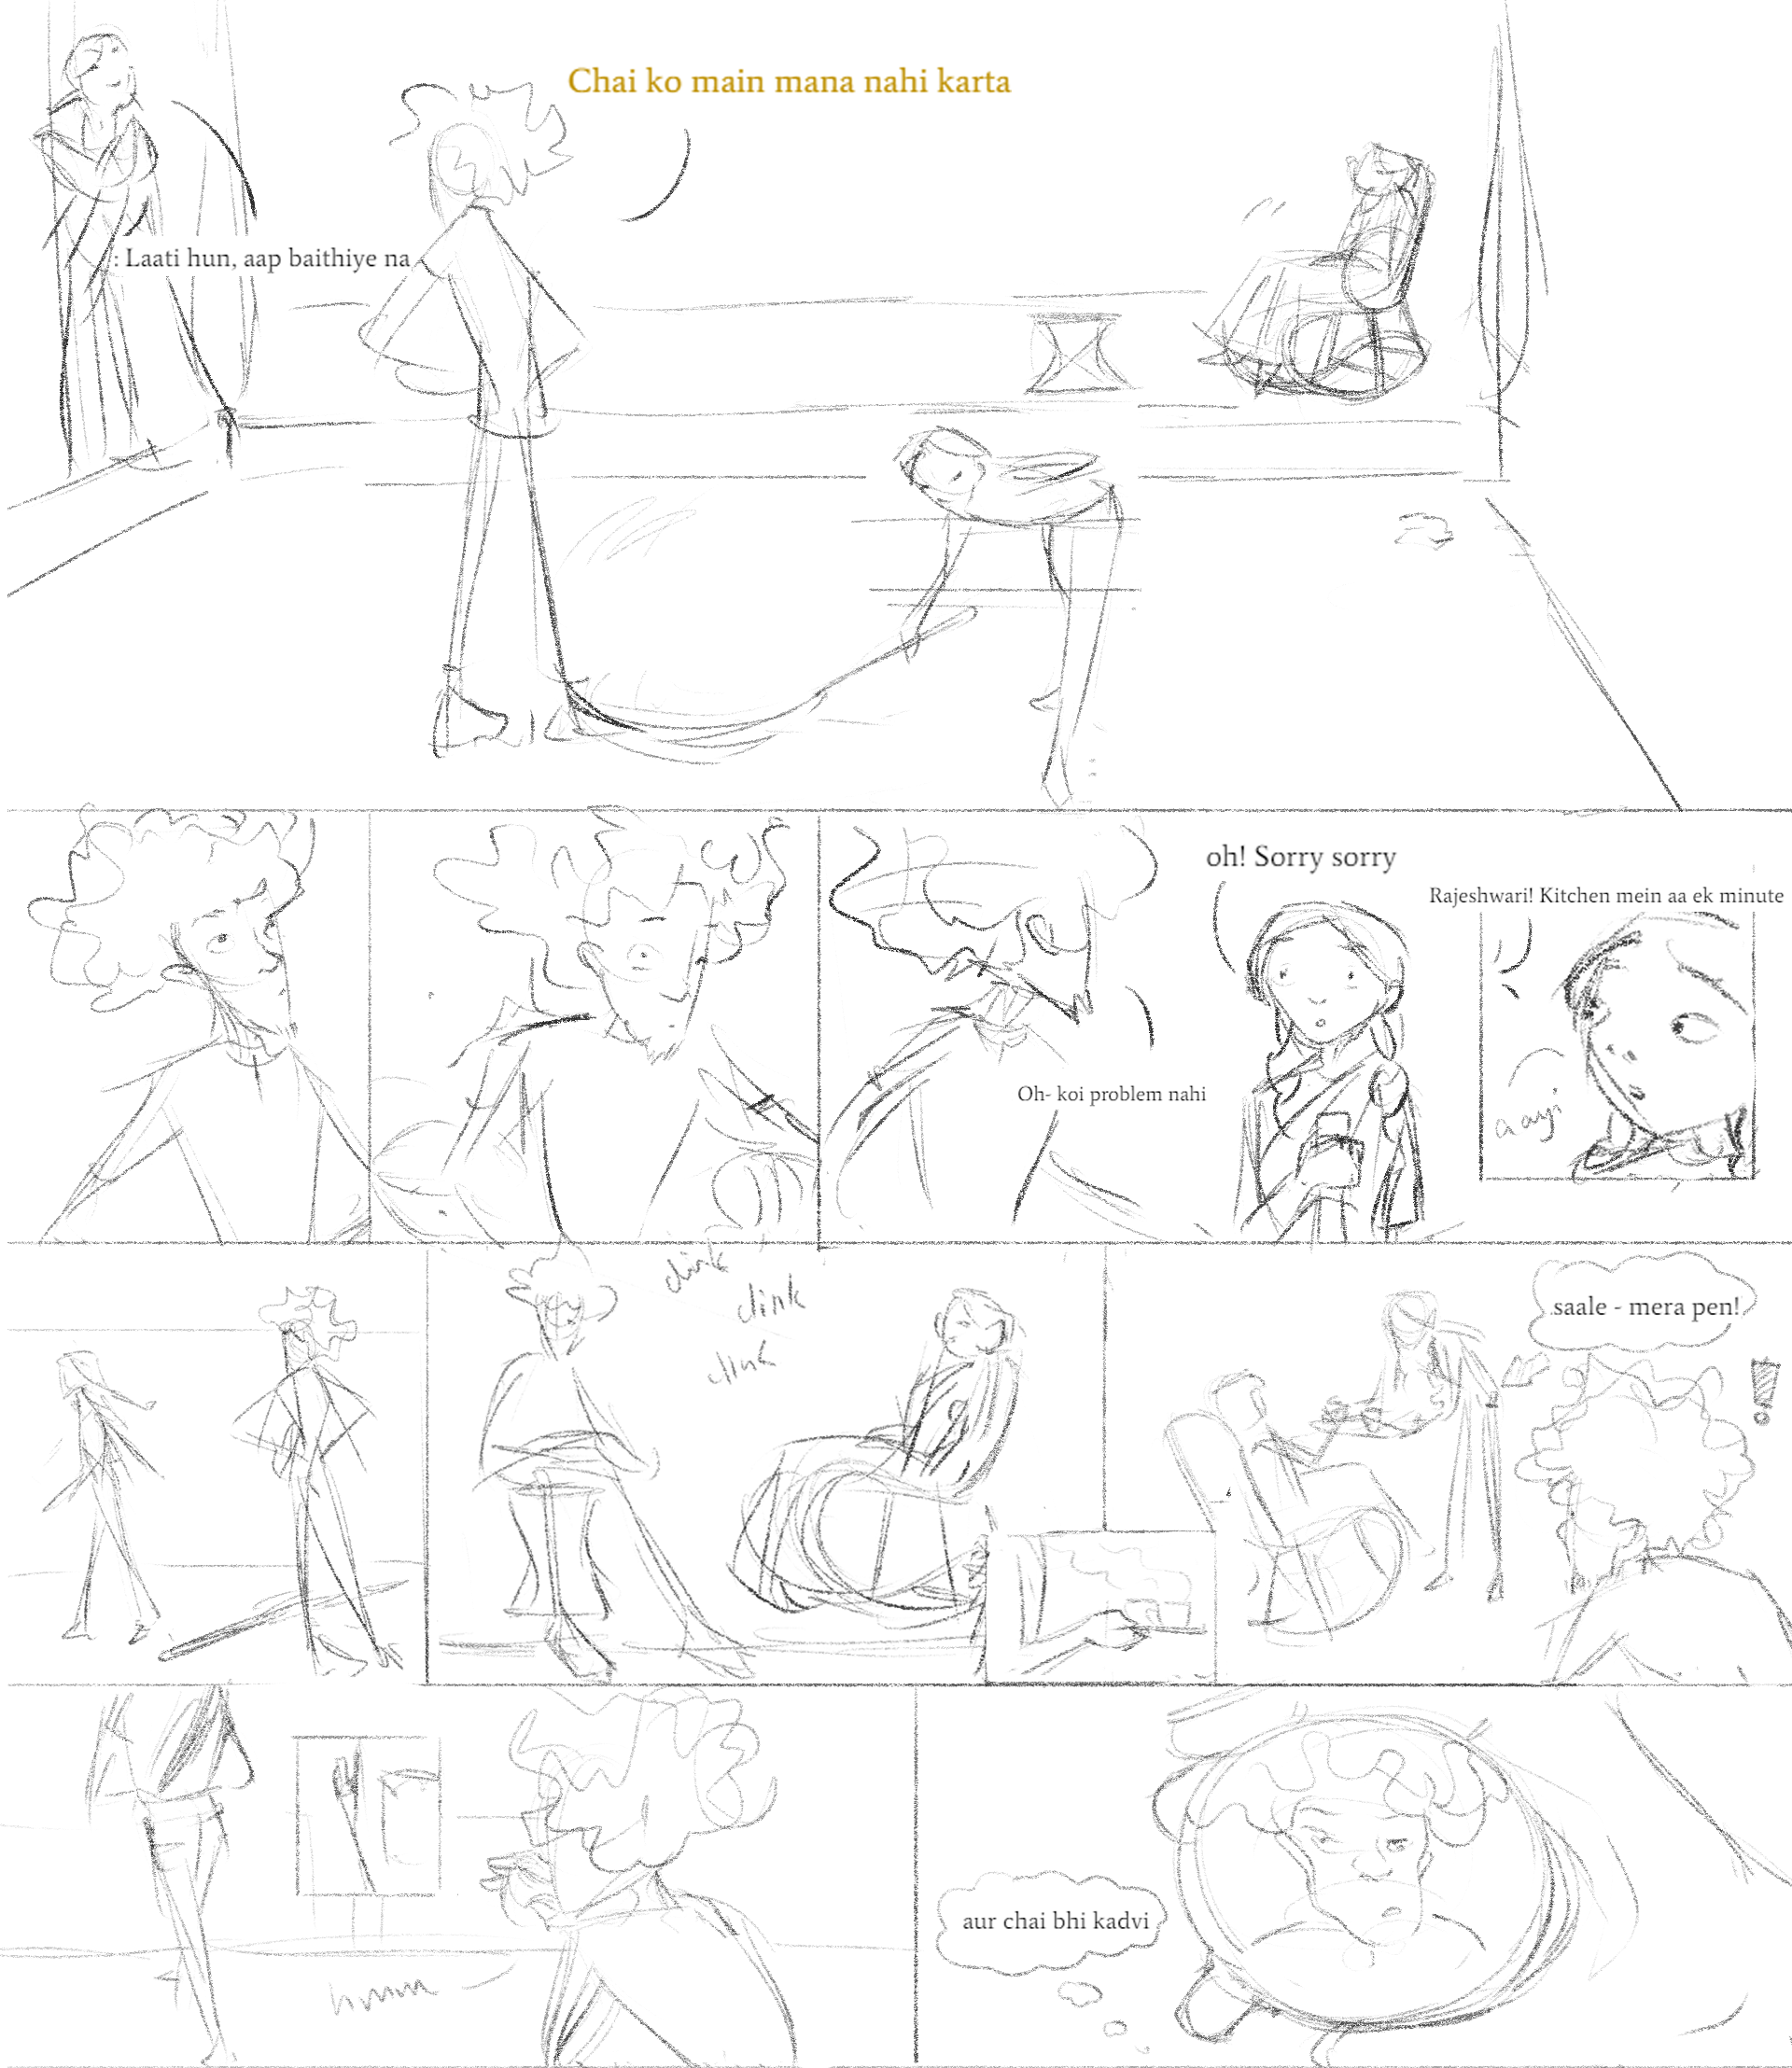 Chai ko main mana nahi karta
: Laati hun, aap baithiye na
oh! Sorry sorry
Rajeshwari! Kitchen mein aa ek minute
Oh- koi problem nahi
aayi
clink
clink
clink
saale - mera pen!
hmm
aur chai bhi kadvi